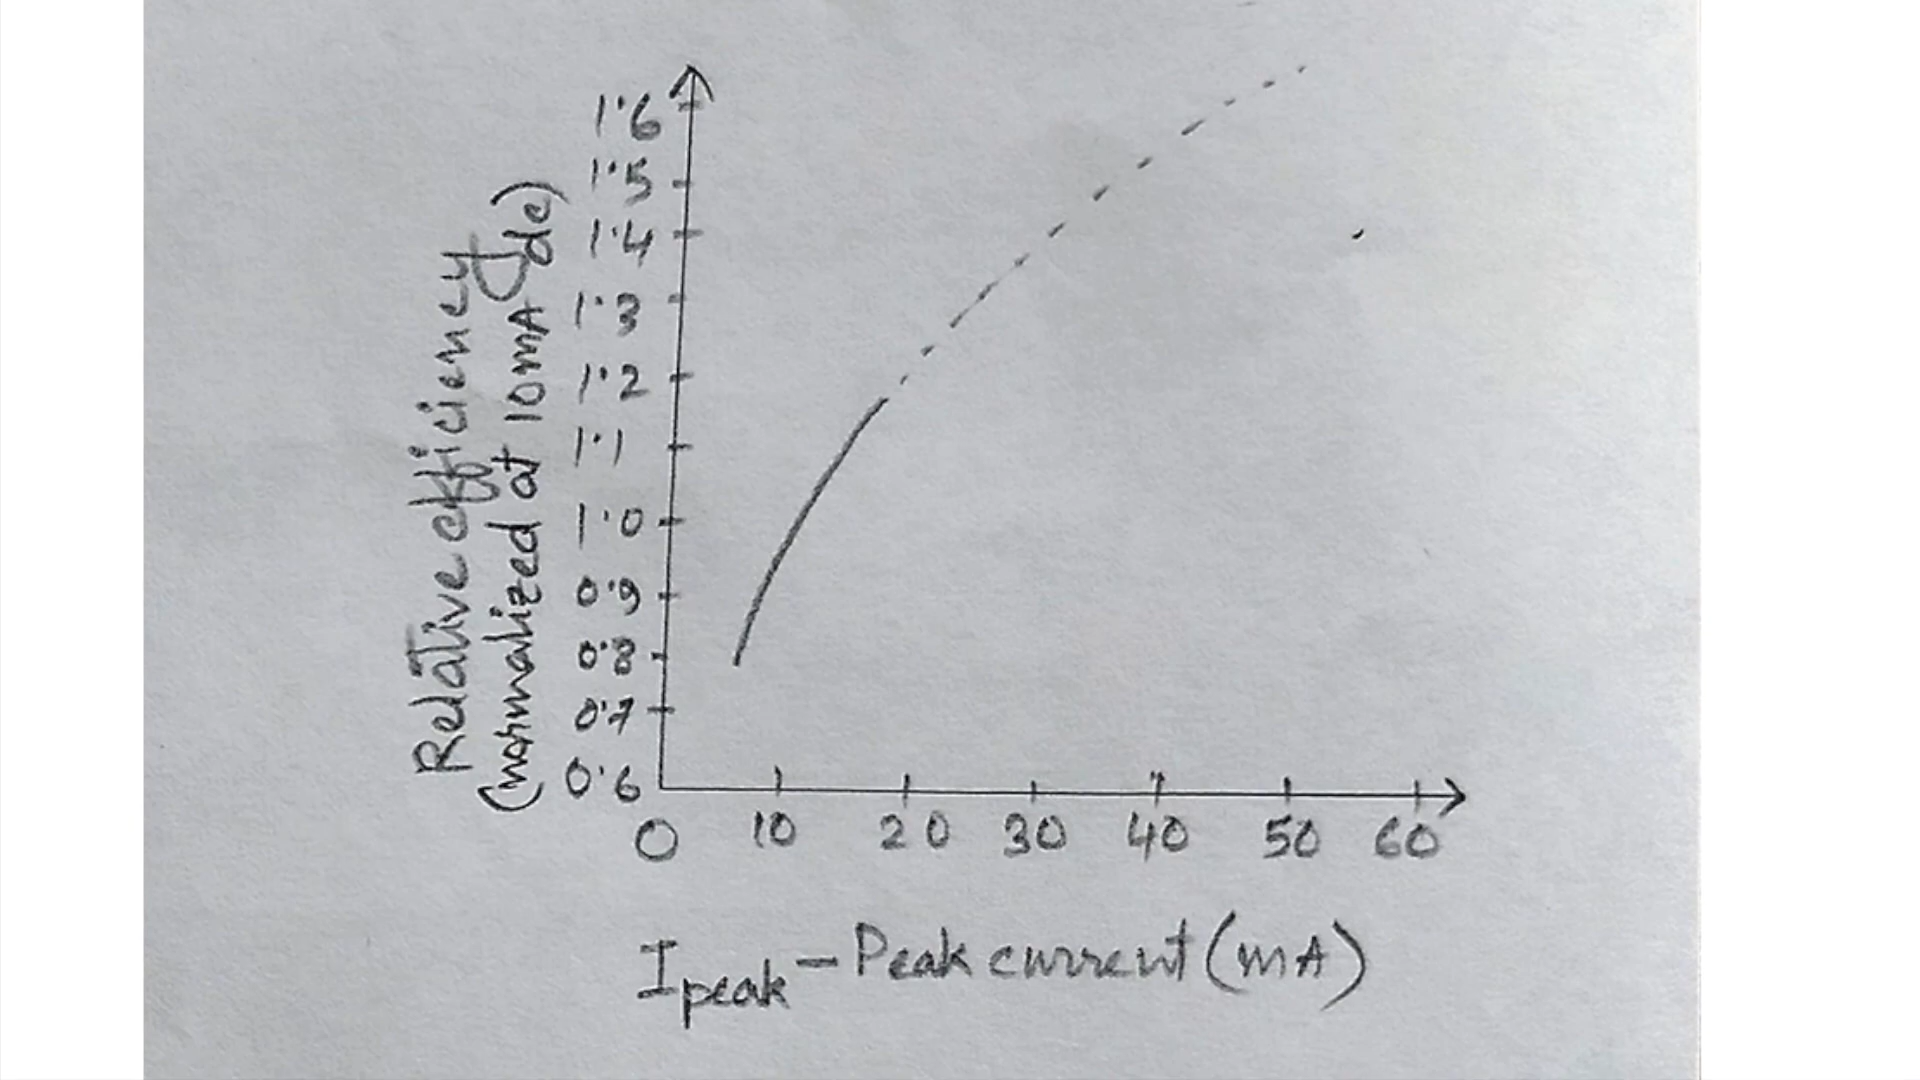 1.6
1.5
1.4
1.3
1.2
1.1
1.0
0.9
0.8
0.7
0.6
Relative efficiency
(normalized at 10mA dc)
0 10 20 30 40 50 60
Ipeak - Peak current (mA)